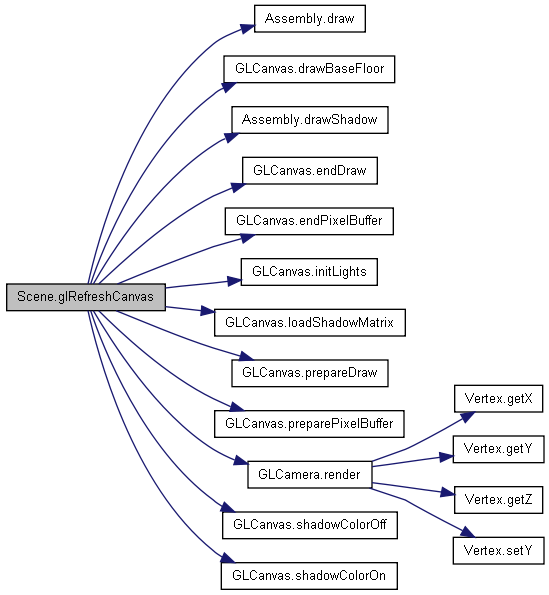 Assembly.draw
GLCanvas.drawBaseFloor
Assembly.drawShadow
GLCanvas.endDraw
GLCanvas.endPixelBuffer
GLCanvas.initLights
Scene.glRefreshCanvas
GLCanvas.loadShadowMatrix
GLCanvas.prepareDraw
GLCanvas.preparePixelBuffer
GLCamera.render
Vertex.getX
Vertex.getY
Vertex.getZ
Vertex.setY
GLCanvas.shadowColorOff
GLCanvas.shadowColorOn